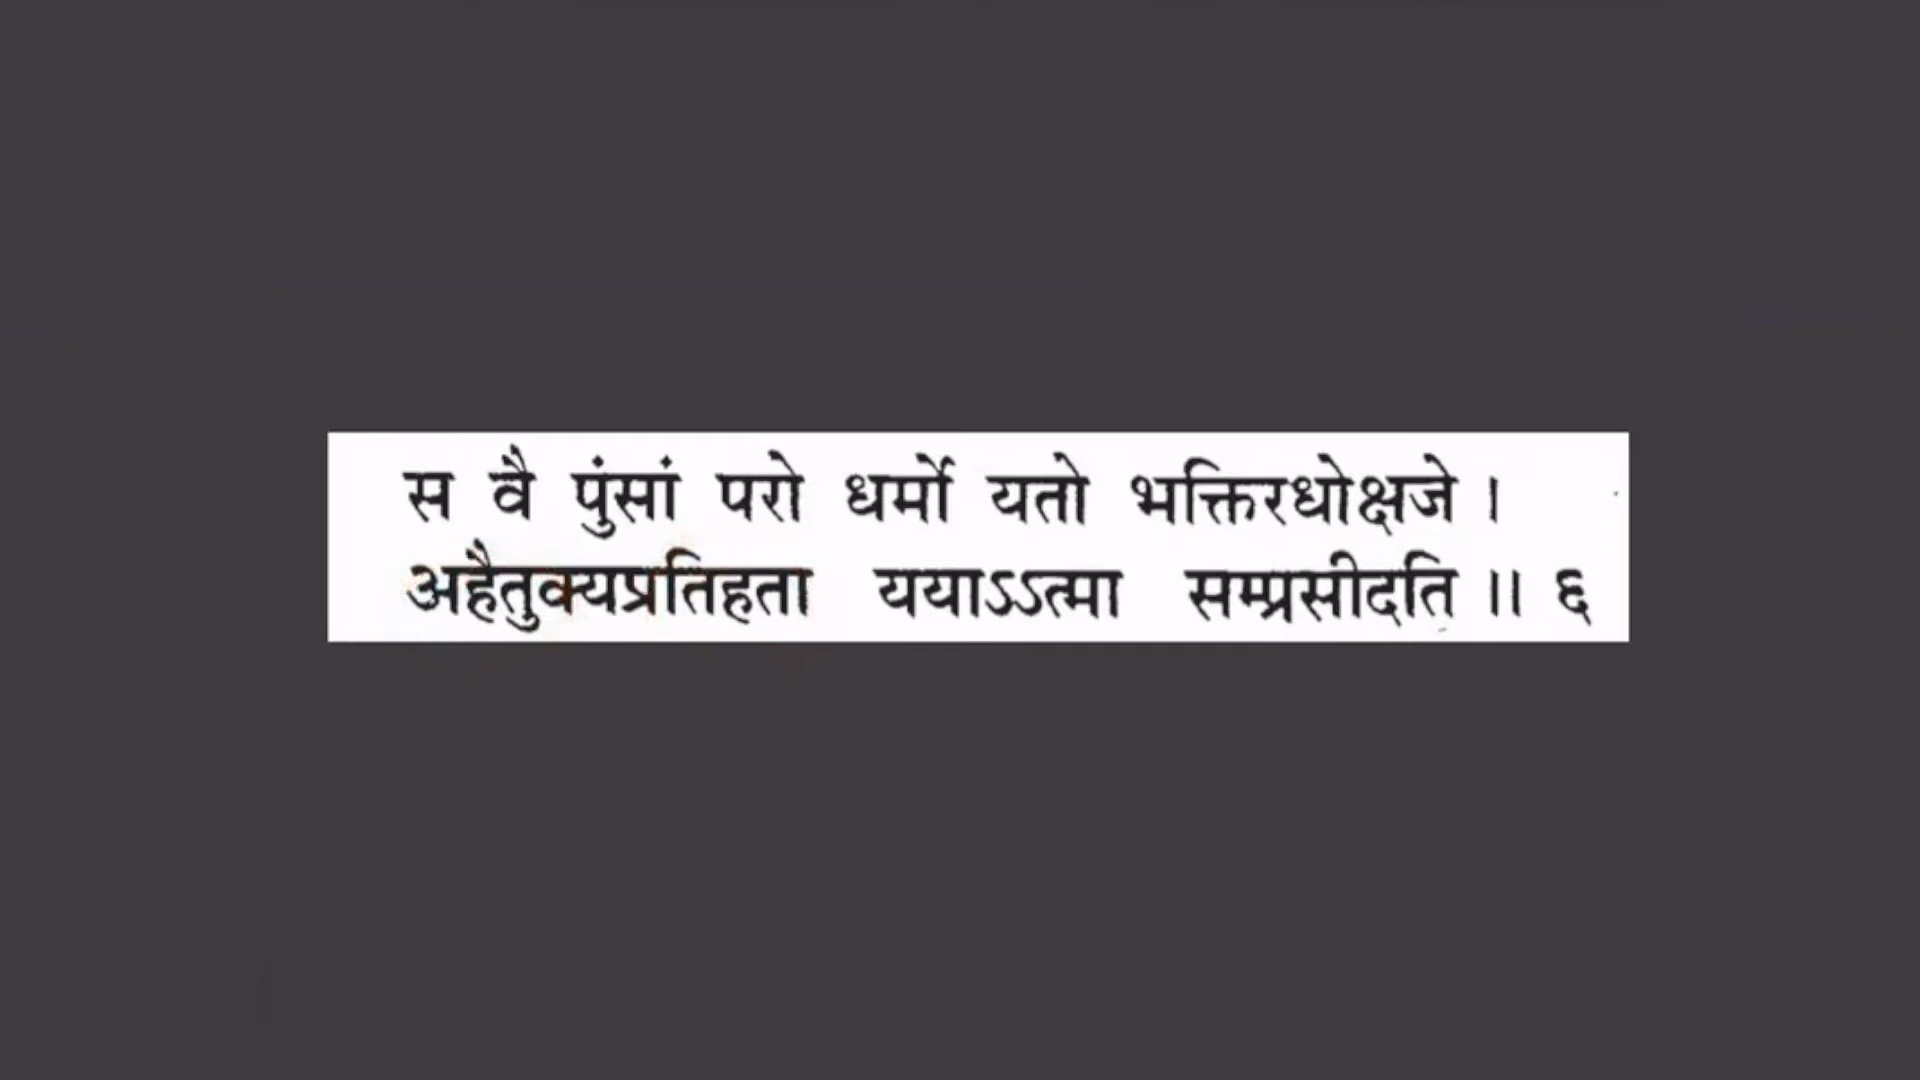 स वै पुंसां परो धर्मो यतो भक्तिरधोक्षजे ।
अहैतुक्यप्रतिहता ययाऽऽत्मा सम्प्रसीदति ॥ ६